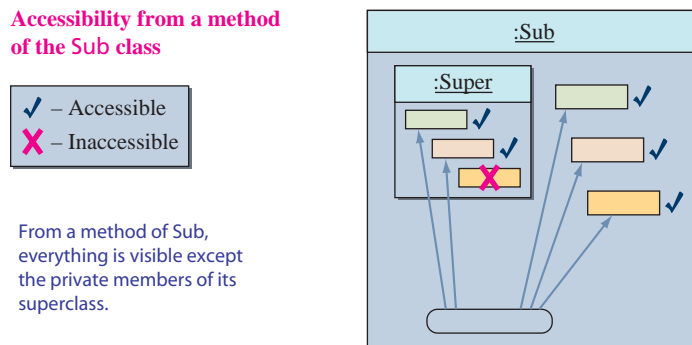 Accessibility from a method
of the Sub class
– Accessible
– Inaccessible
From a method of Sub,
everything is visible except
the private members of its
superclass.
:Sub
:Super